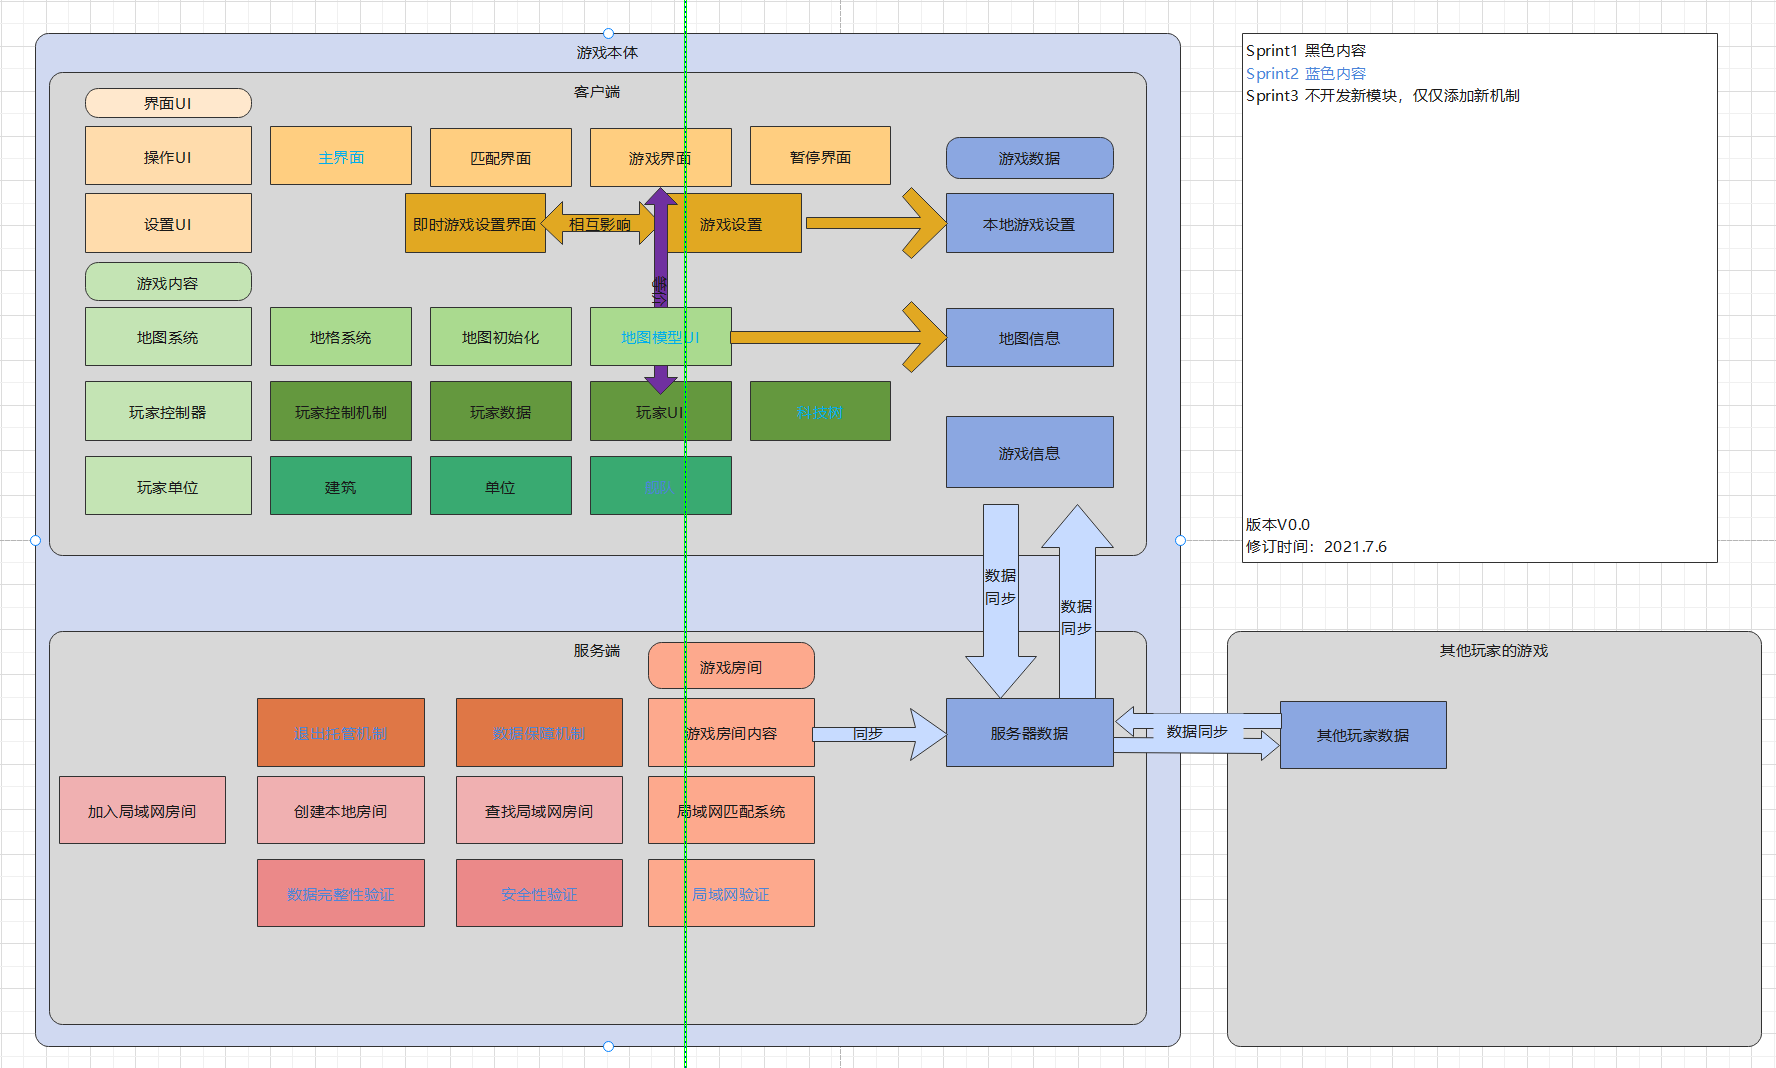 游戏本体
客户端
界面UI
操作UI
主界面
匹配界面
游戏界面
暂停界面
游戏数据
设置UI
即时游戏设置界面
相互影响
游戏设置
本地游戏设置
游戏内容
等价
地图系统
地格系统
地图初始化
地图模型UI
地图信息
玩家控制器
玩家控制机制
玩家数据
玩家UI
科技树
游戏信息
玩家单位
建筑
单位
数据
同步
数据
同步
服务端
游戏房间
退出托管机制
数据保障机制
游戏房间内容
同步
服务器数据
数据同步
加入局域网房间
创建本地房间
查找局域网房间
局域网匹配系统
数据完整性验证
安全性验证
局域网验证
Sprint1 黑色内容
Sprint2 蓝色内容
Sprint3 不开发新模块，仅仅添加新机制
版本V0.0
修订时间：2021.7.6
其他玩家的游戏
其他玩家数据